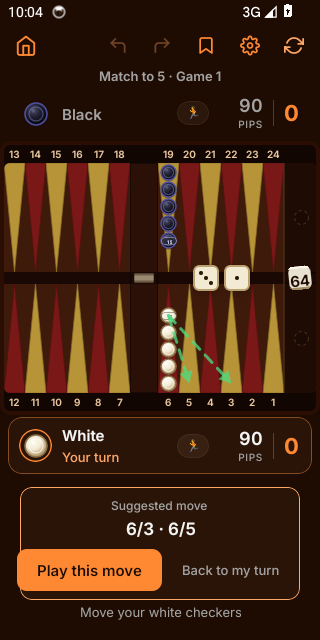 10:04
3G
Match to 5 · Game 1
Black
90
PIPS
0
13 14 15 16 17 18 19 20 21 22 23 24
64
12 11 10 9 8 7 6 5 4 3 2 1
White
Your turn
90
PIPS
0
Suggested move
6/3 · 6/5
Play this move
Back to my turn
Move your white checkers